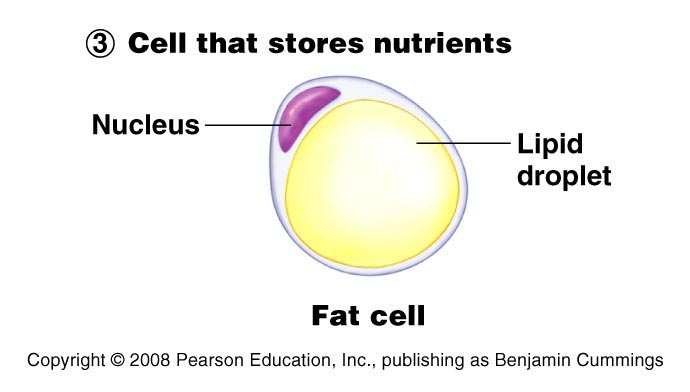 ③ Cell that stores nutrients
Nucleus
Lipid
droplet
Fat cell
Copyright © 2008 Pearson Education, Inc., publishing as Benjamin Cummings